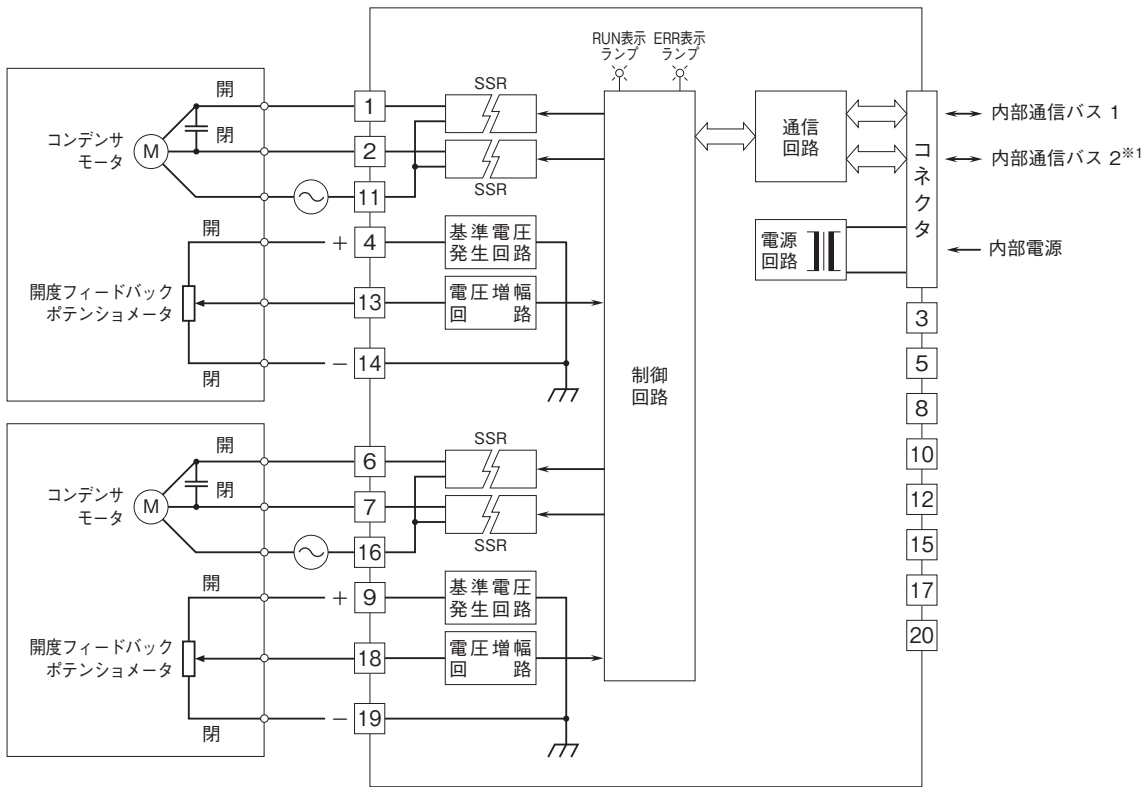 RUN表示
ランプ
ERR表示
ランプ
開
コンデンサ
モータ
M
閉
1
2
11
SSR
SSR
開
+
4
基準電圧
発生回路
開度フィードバック
ポテンショメータ
13
電圧増幅
回路
閉
−
14
開
コンデンサ
モータ
M
閉
6
7
16
SSR
SSR
開
+
9
基準電圧
発生回路
開度フィードバック
ポテンショメータ
18
電圧増幅
回路
閉
−
19
制御
回路
通信
回路
電源
回路
コネクタ
内部通信バス 1
内部通信バス 2※1
内部電源
3
5
8
10
12
15
17
20